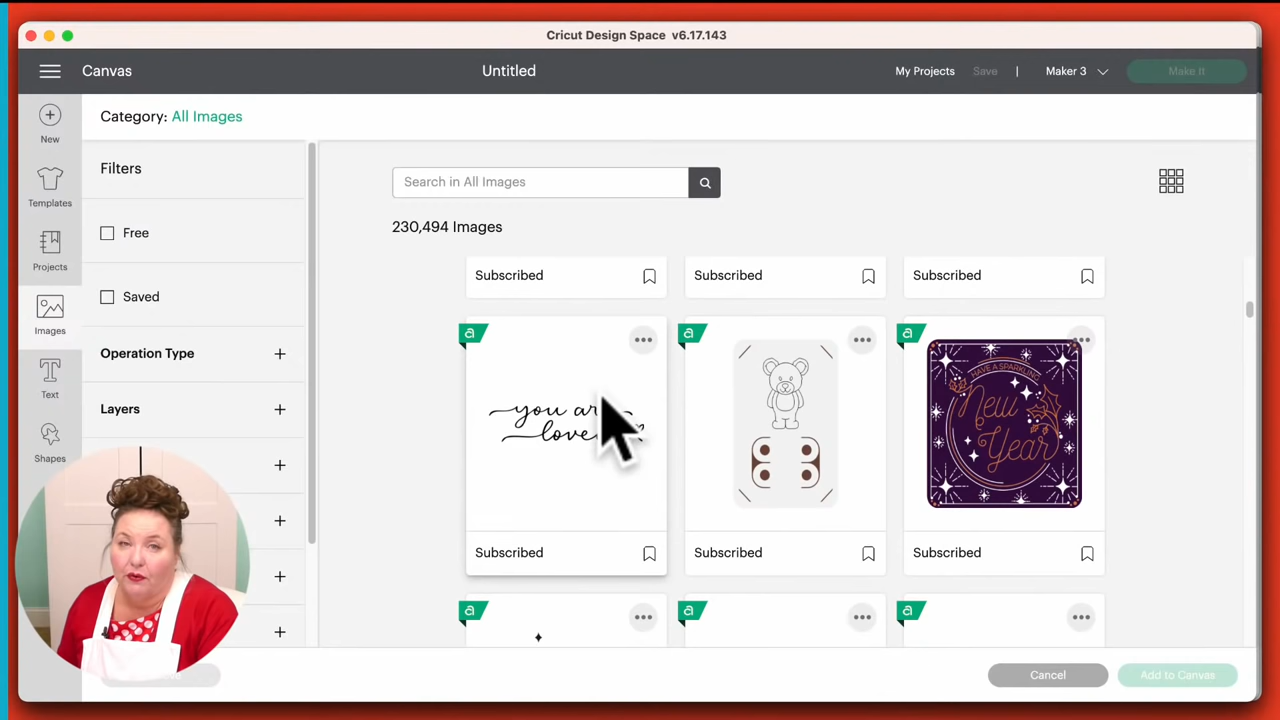 Cricut Design Space v6.17.143
Canvas
Untitled
My Projects
Save
|
Maker 3
Make It
New
Templates
Projects
Images
Text
Shapes
Category: All Images
Filters
Free
Saved
Operation Type
Layers
Search in All Images
230,494 Images
Subscribed
Subscribed
Subscribed
a
a
a
you
HAVE A SPARKLING
New
Year
Subscribed
Subscribed
Subscribed
a
a
a
Cancel
Add to Canvas